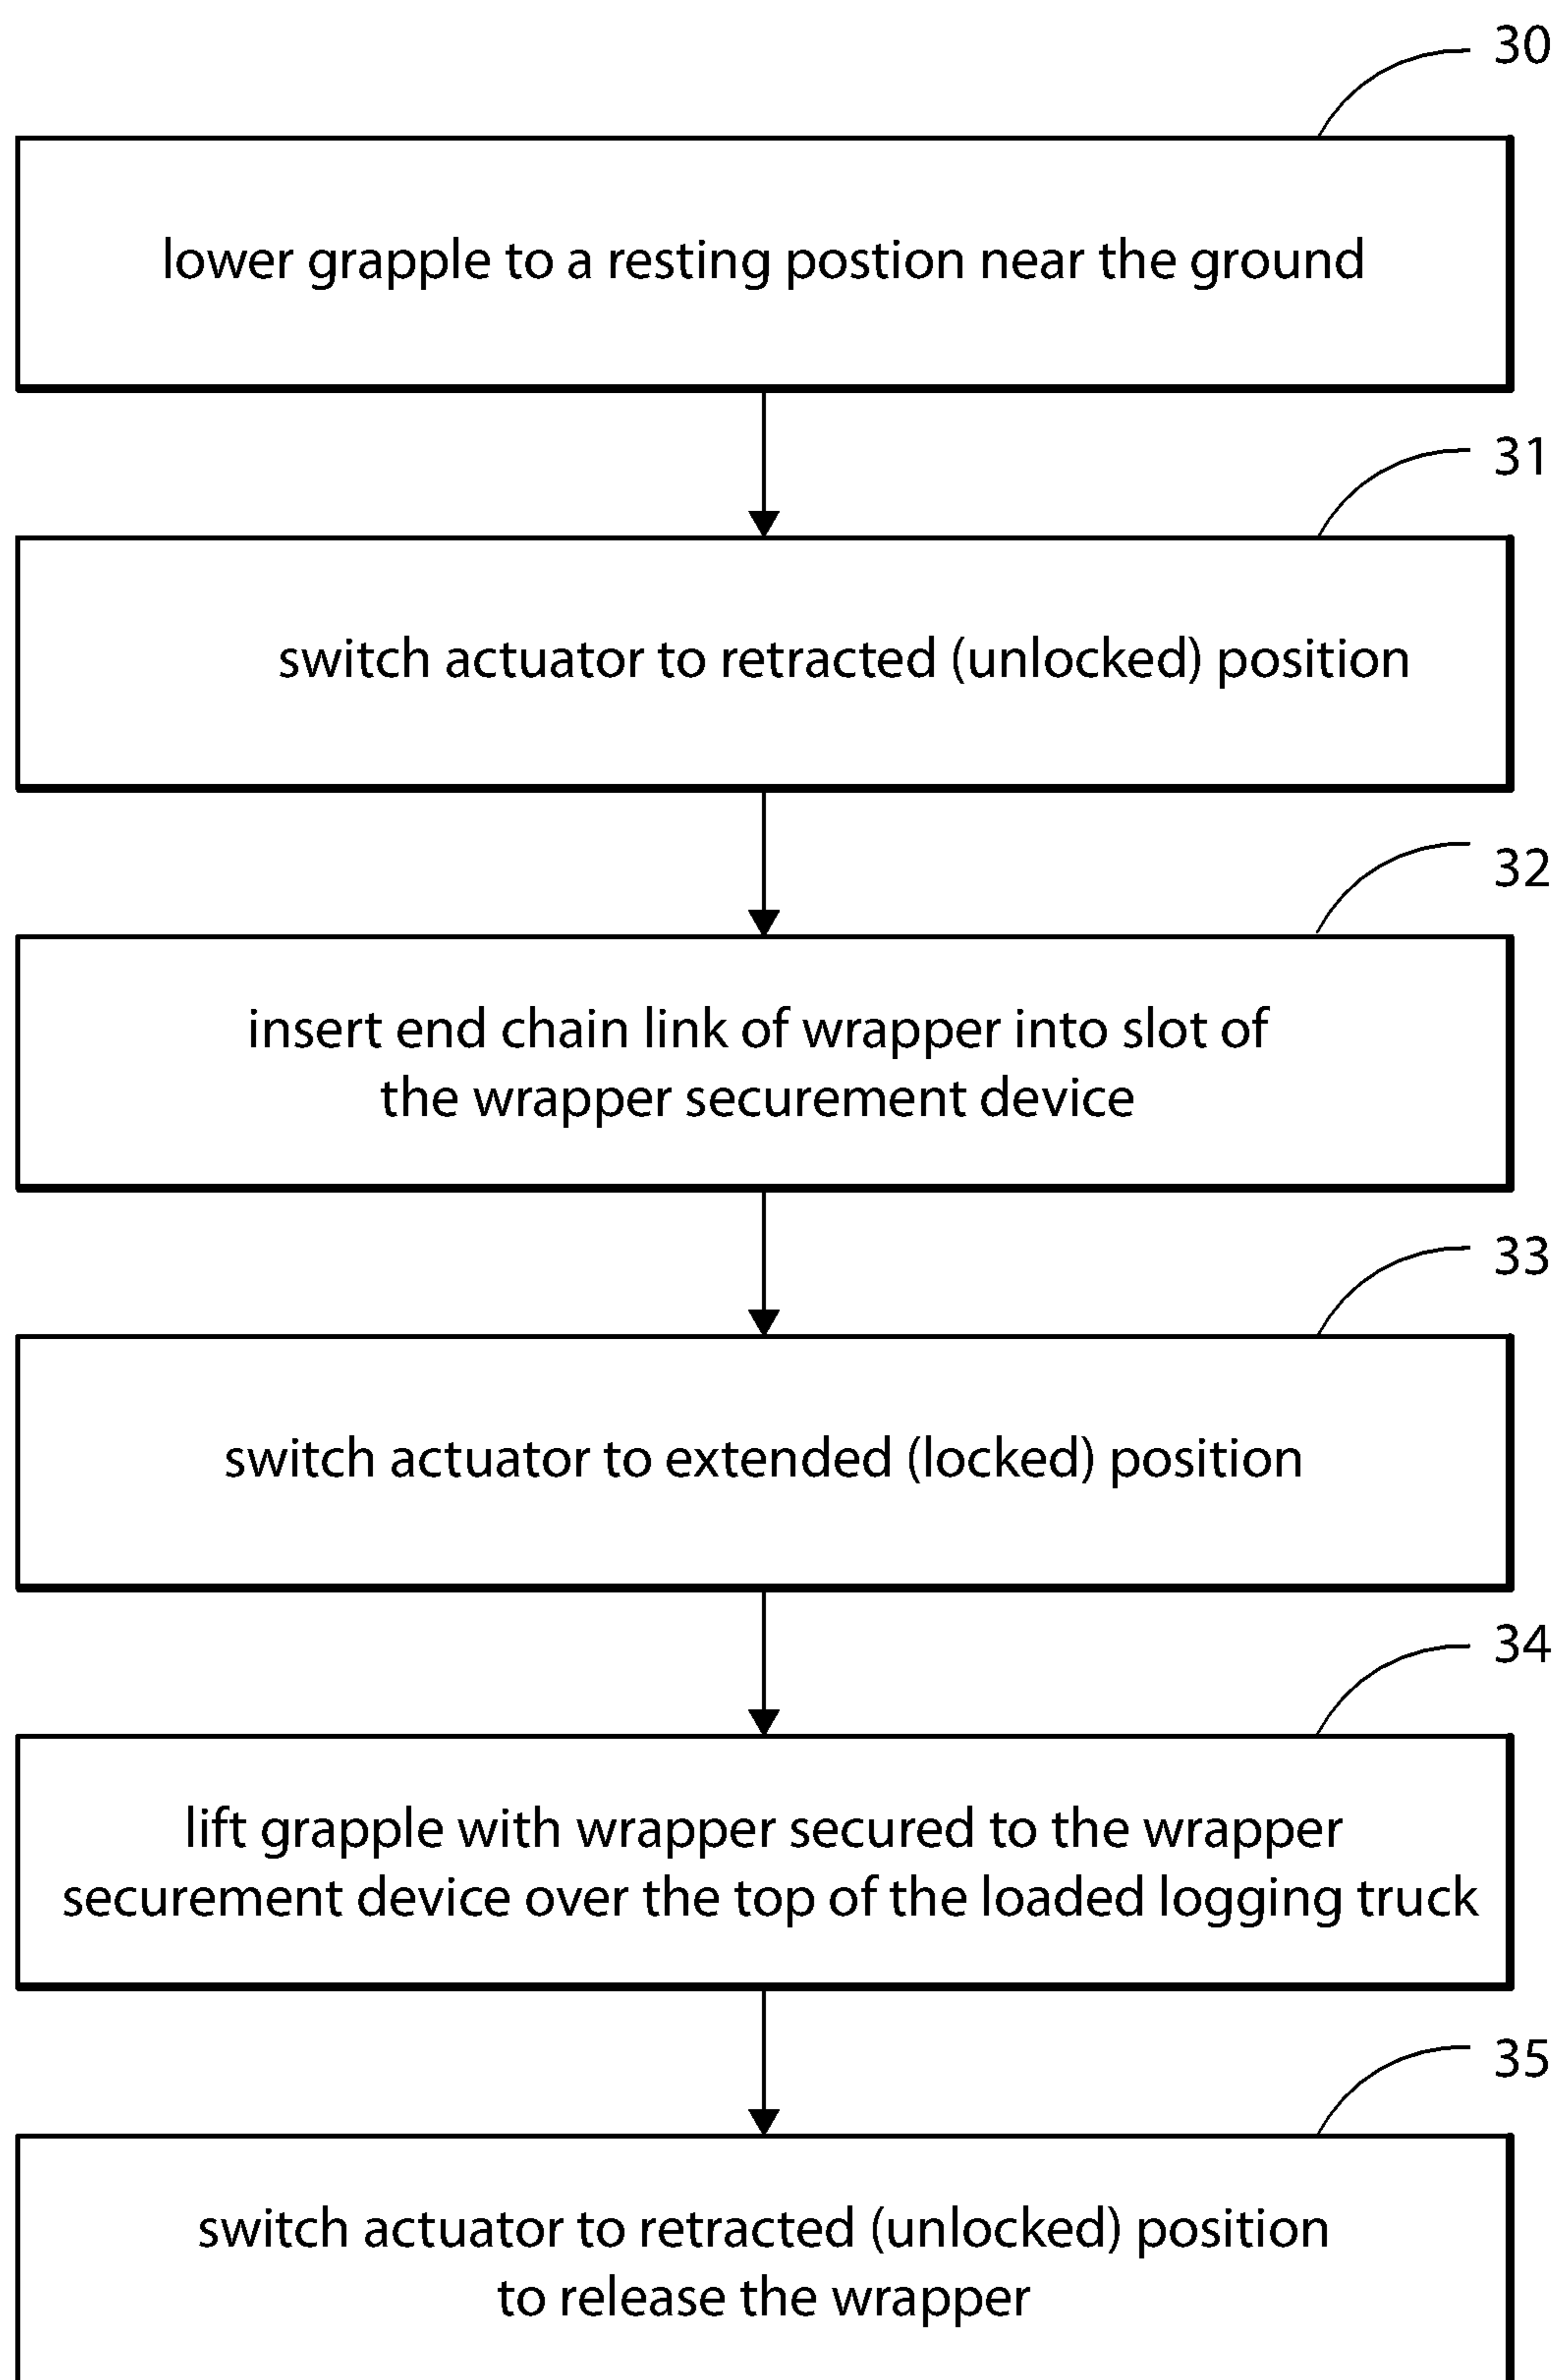 30
lower grapple to a resting postion near the ground
31
switch actuator to retracted (unlocked) position
32
insert end chain link of wrapper into slot of
the wrapper securement device
33
switch actuator to extended (locked) position
34
lift grapple with wrapper secured to the wrapper
securement device over the top of the loaded logging truck
35
switch actuator to retracted (unlocked) position
to release the wrapper